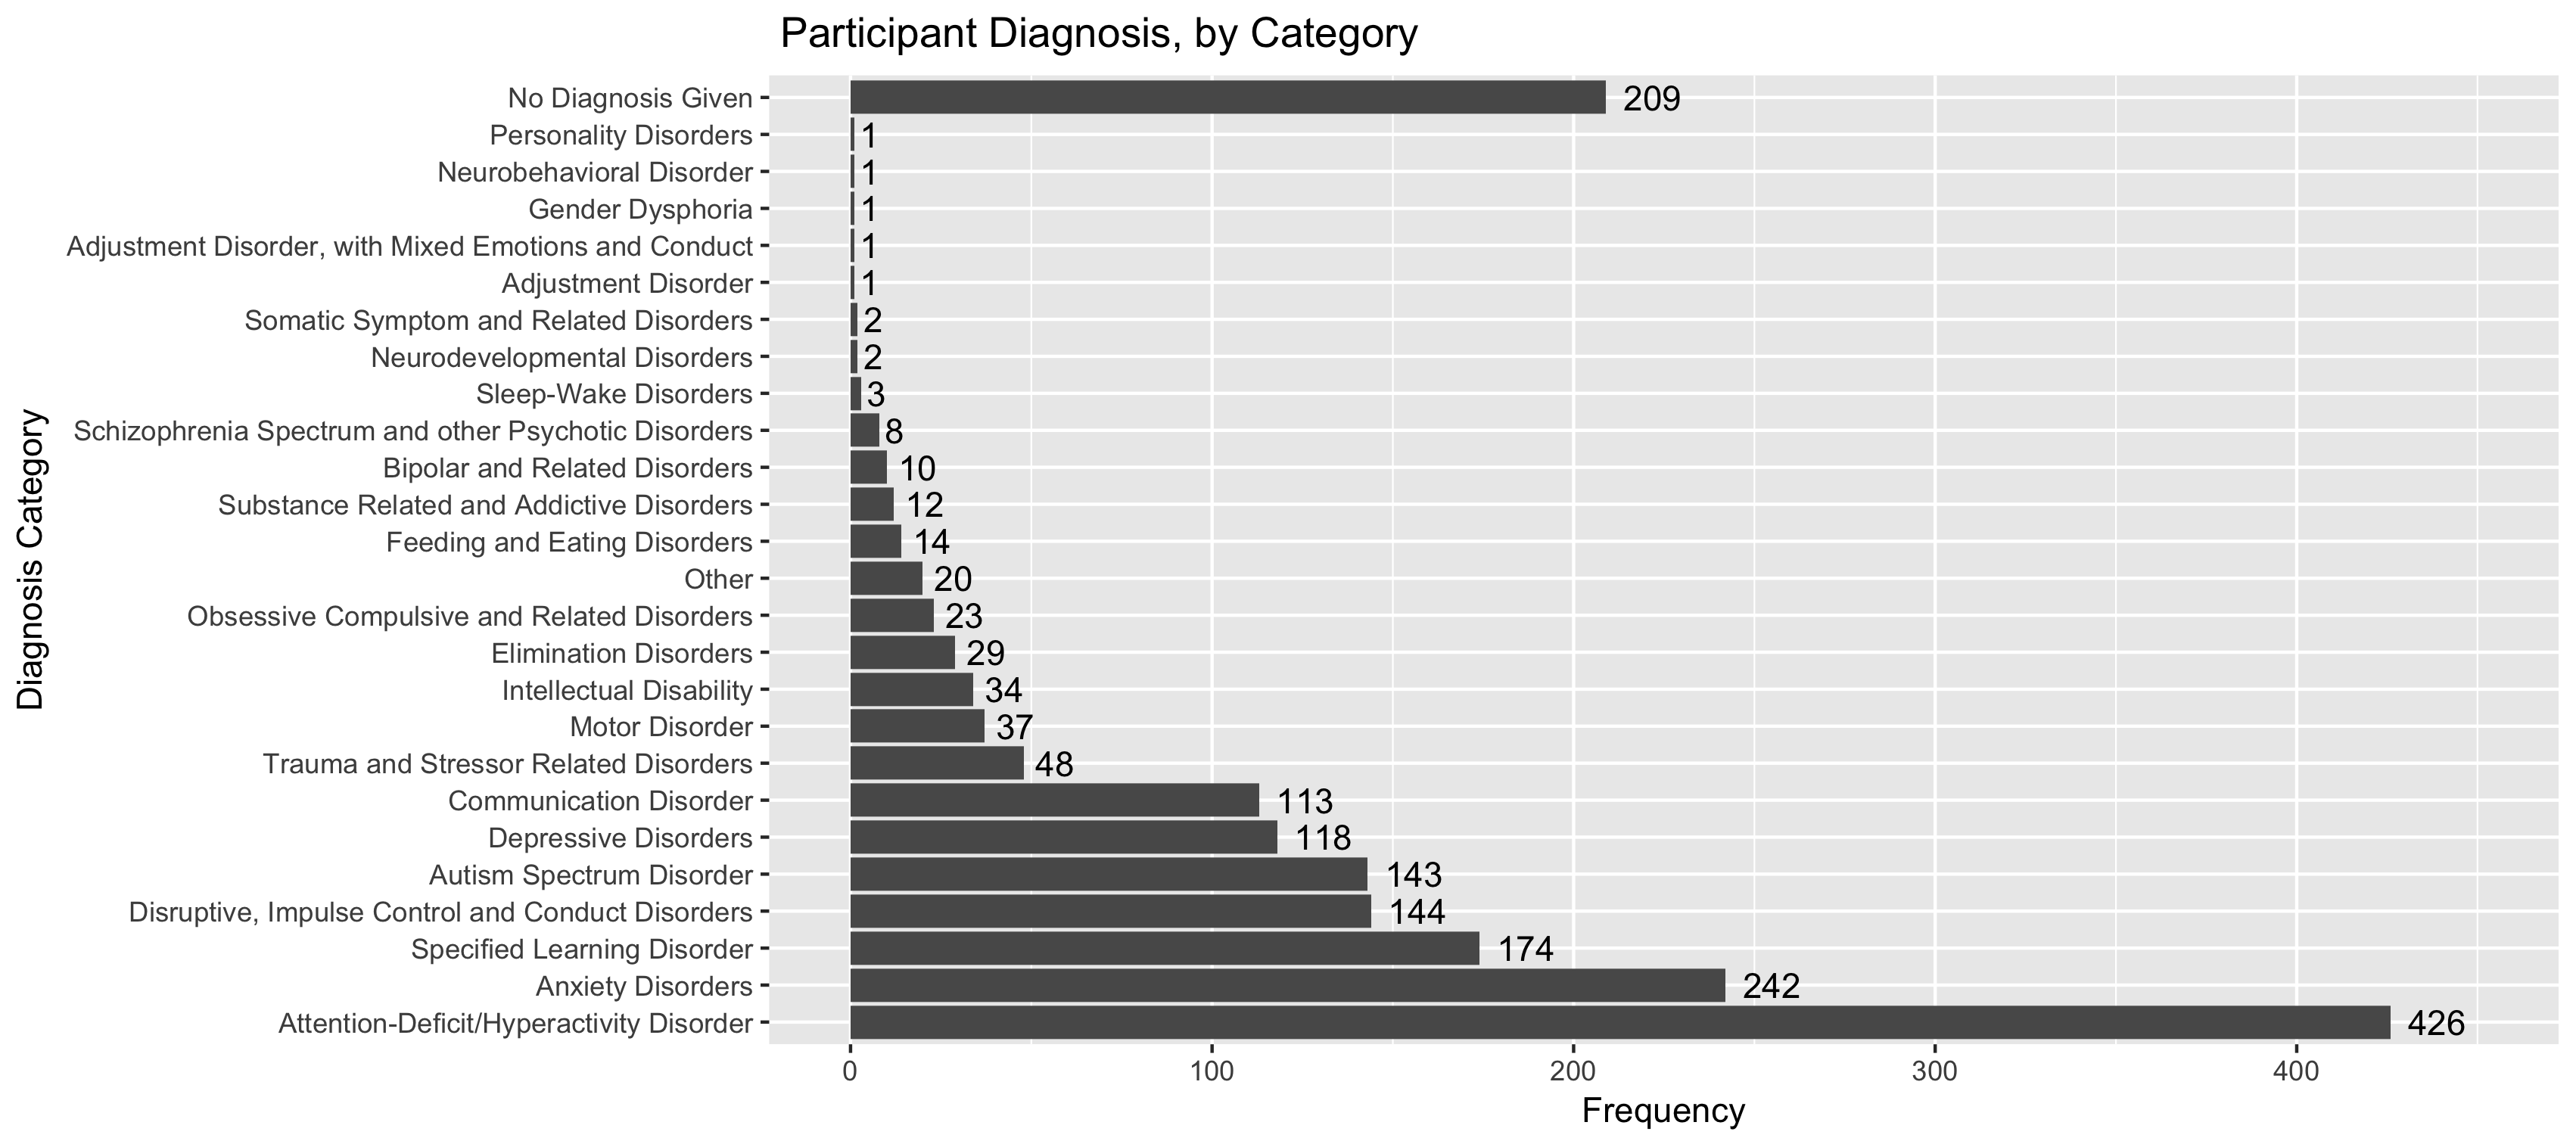 Participant Diagnosis, by Category
Diagnosis Category
No Diagnosis Given 209
Personality Disorders 1
Neurobehavioral Disorder 1
Gender Dysphoria 1
Adjustment Disorder, with Mixed Emotions and Conduct 1
Adjustment Disorder 1
Somatic Symptom and Related Disorders 2
Neurodevelopmental Disorders 2
Sleep-Wake Disorders 3
Schizophrenia Spectrum and other Psychotic Disorders 8
Bipolar and Related Disorders 10
Substance Related and Addictive Disorders 12
Feeding and Eating Disorders 14
Other 20
Obsessive Compulsive and Related Disorders 23
Elimination Disorders 29
Intellectual Disability 34
Motor Disorder 37
Trauma and Stressor Related Disorders 48
Communication Disorder 113
Depressive Disorders 118
Autism Spectrum Disorder 143
Disruptive, Impulse Control and Conduct Disorders 144
Specified Learning Disorder 174
Anxiety Disorders 242
Attention-Deficit/Hyperactivity Disorder 426
0 100 200 300 400
Frequency